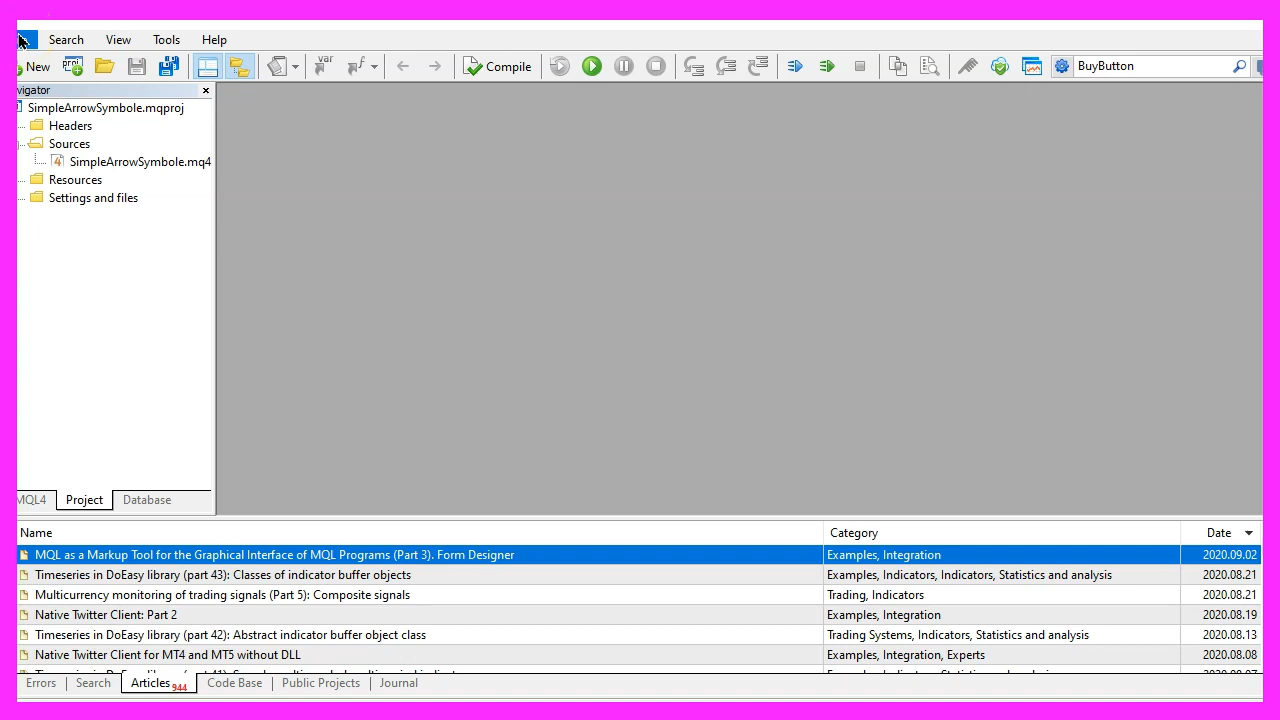 Search View Tools Help
New var Compile BuyButton
vigator
SimpleArrowSymbole.mqproj
Headers
Sources
SimpleArrowSymbole.mq4
Resources
Settings and files
MQL4 Project Database
Name Category Date
MQL as a Markup Tool for the Graphical Interface of MQL Programs (Part 3). Form Designer Examples, Integration 2020.09.02
Timeseries in DoEasy library (part 43): Classes of indicator buffer objects Examples, Indicators, Indicators, Statistics and analysis 2020.08.21
Multicurrency monitoring of trading signals (Part 5): Composite signals Trading, Indicators 2020.08.21
Native Twitter Client: Part 2 Examples, Integration 2020.08.19
Timeseries in DoEasy library (part 42): Abstract indicator buffer object class Trading Systems, Indicators, Statistics and analysis 2020.08.13
Native Twitter Client for MT4 and MT5 without DLL Examples, Integration, Experts 2020.08.08
Errors Search Articles 944 Code Base Public Projects Journal